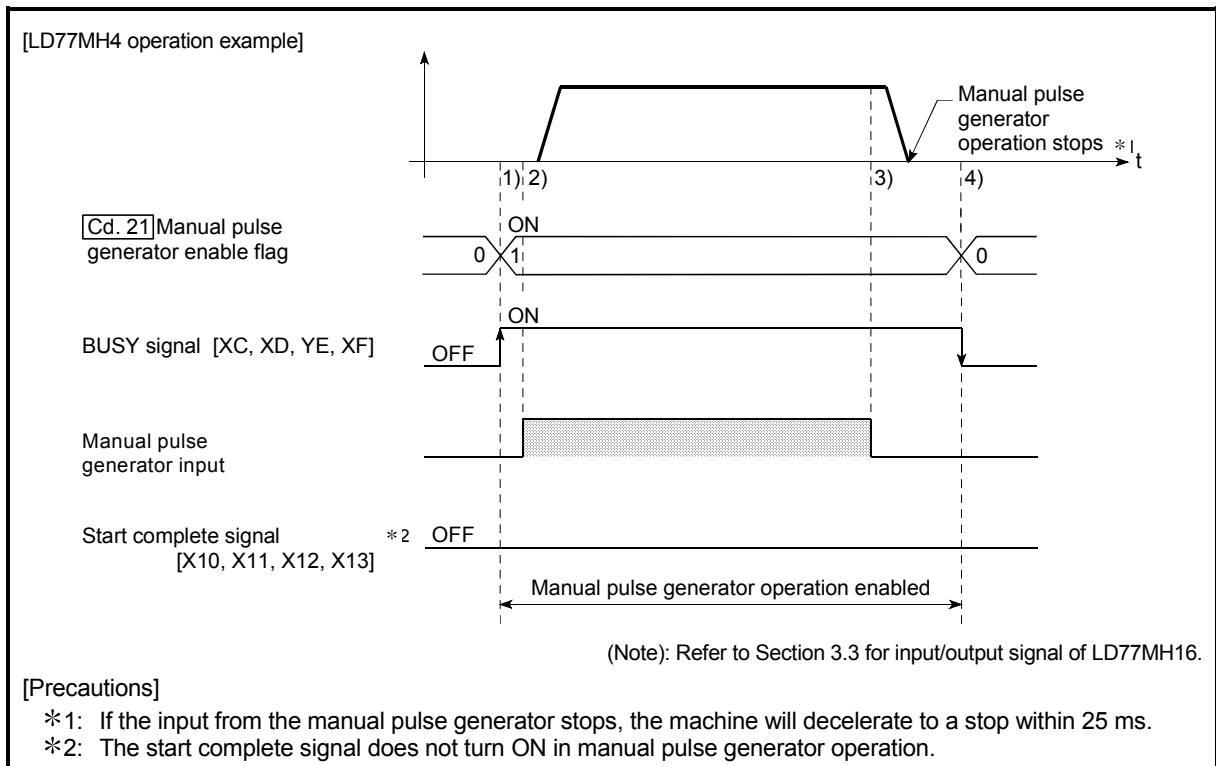 [LD77MH4 operation example]
Manual pulse
generator
operation stops *1
t
1) 2) 3) 4)
Cd. 21 Manual pulse
generator enable flag
ON
0 1 0
ON
BUSY signal [XC, XD, YE, XF]
OFF
Manual pulse
generator input
Start complete signal *2 OFF
[X10, X11, X12, X13]
Manual pulse generator operation enabled
(Note): Refer to Section 3.3 for input/output signal of LD77MH16.
[Precautions]
*1: If the input from the manual pulse generator stops, the machine will decelerate to a stop within 25 ms.
*2: The start complete signal does not turn ON in manual pulse generator operation.